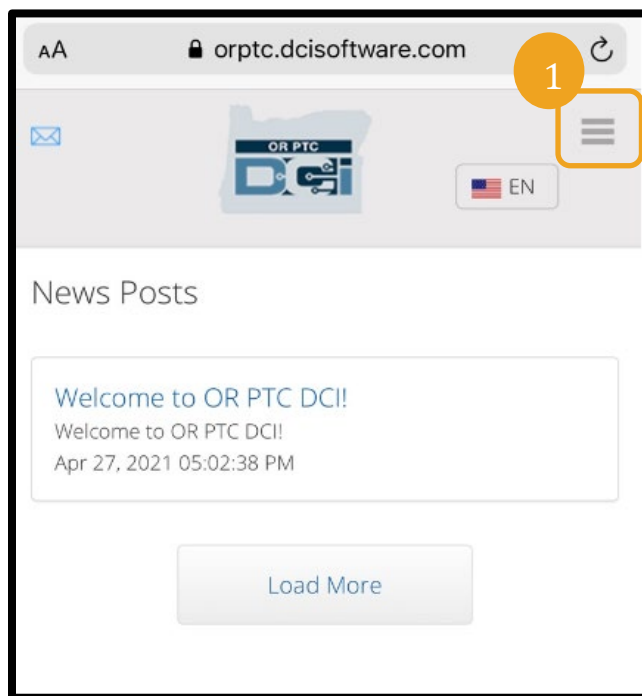 AA
orptc.dcisoftware.com
1
OR PTC
DCi
EN
News Posts
Welcome to OR PTC DCI!
Welcome to OR PTC DCI!
Apr 27, 2021 05:02:38 PM
Load More